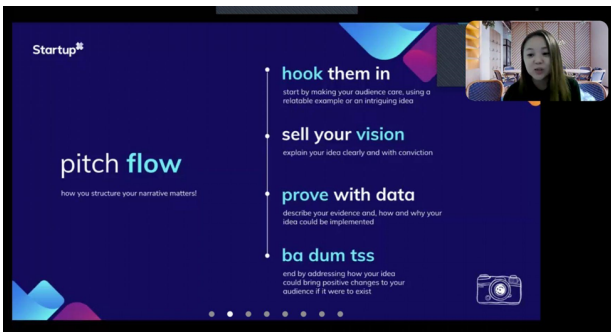 Startup
pitch flow
how you structure your narrative matters!
hook them in
start by making your audience care, using a
relatable example or an intriguing idea
sell your vision
explain your idea clearly and with conviction
prove with data
describe your evidence and, how and why your
idea could be implemented
ba dum tss
end by addressing how your idea
could bring positive changes to your
audience if it were to exist